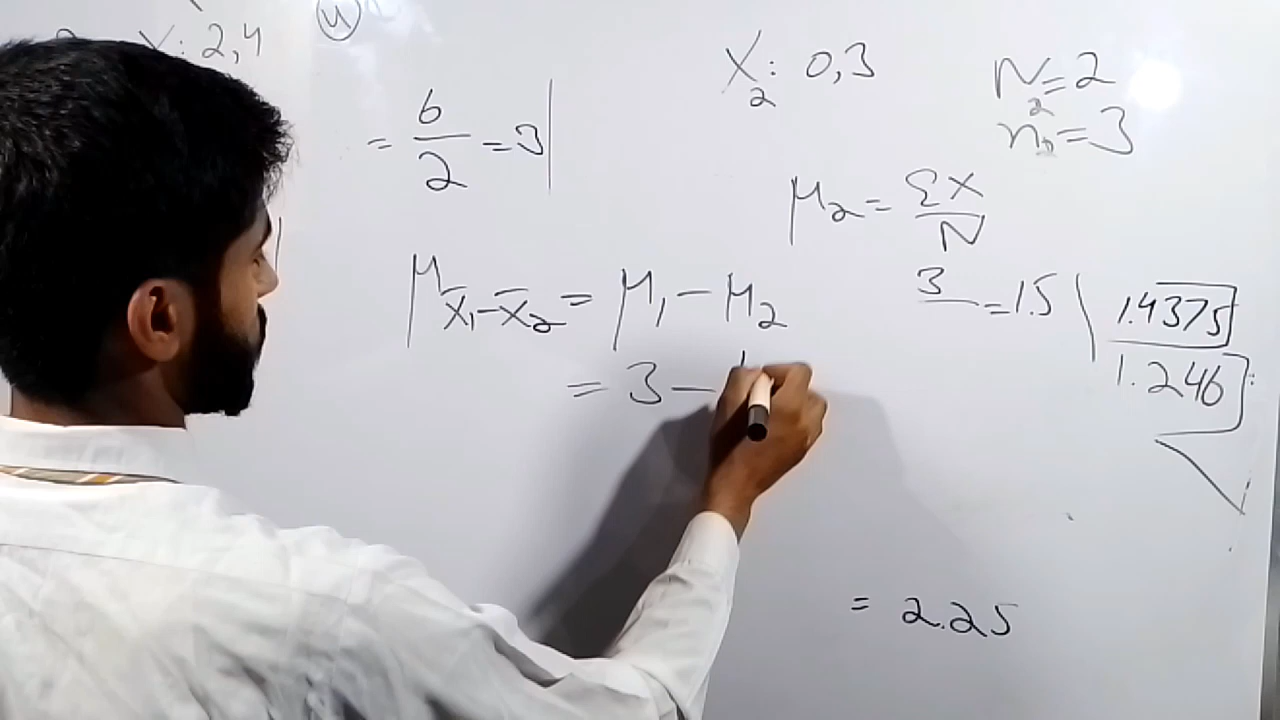 4
X: 2,4
= 6/2 = 3
X₂: 0,3
N₂ = 2
n = 3
μ₂ = ΣX/N
3 = 1.5
μ x̄₁-x̄₂ = μ₁ - μ₂
= 3 -
1.4375
1.246
= 2.25